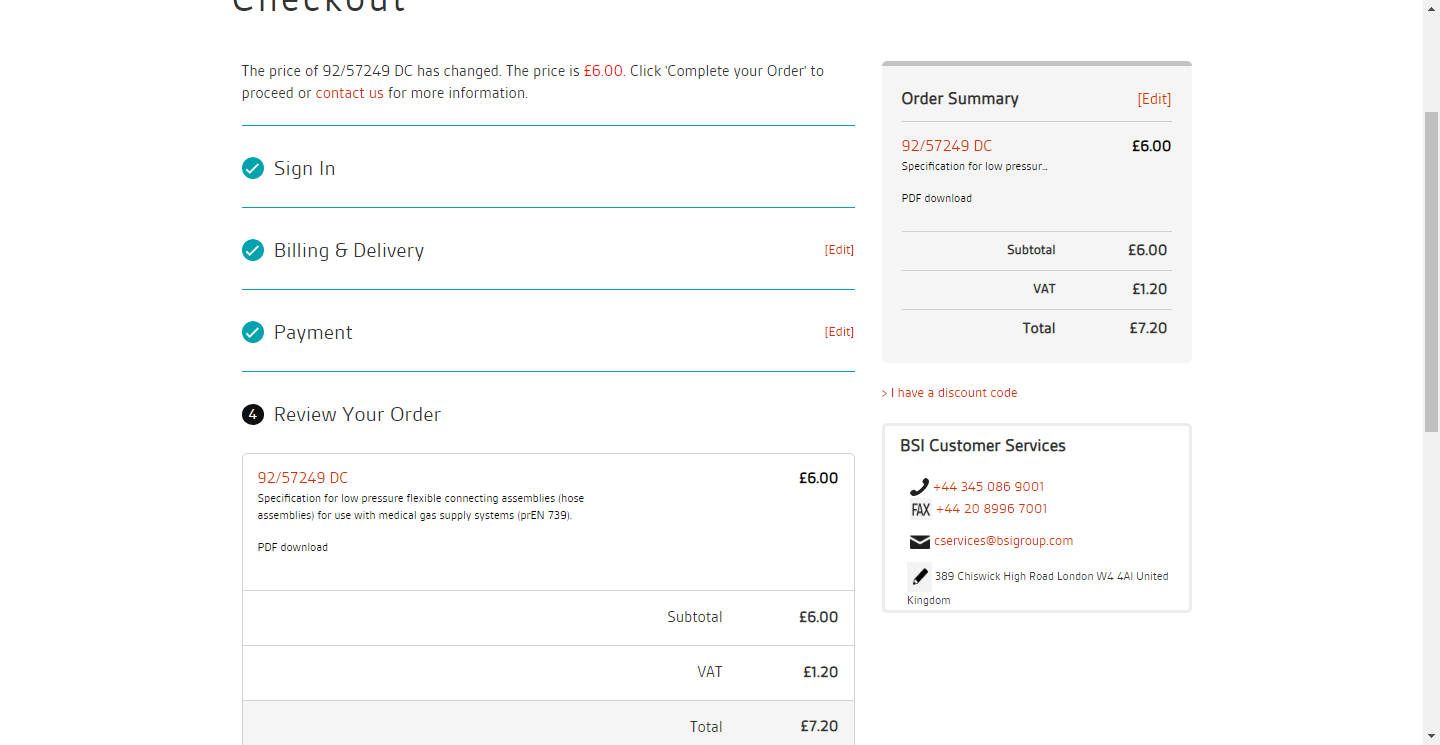 Checkout
The price of 92/57249 DC has changed. The price is £6.00. Click 'Complete your Order' to
proceed or contact us for more information.
Sign In
Billing & Delivery
[Edit]
Payment
[Edit]
4 Review Your Order
92/57249 DC
£6.00
Specification for low pressure flexible connecting assemblies (hose
assemblies) for use with medical gas supply systems (prEN 739).
PDF download
Subtotal £6.00
VAT £1.20
Total £7.20
Order Summary [Edit]
92/57249 DC £6.00
Specification for low pressur...
PDF download
Subtotal £6.00
VAT £1.20
Total £7.20
> I have a discount code
BSI Customer Services
+44 345 086 9001
FAX +44 20 8996 7001
cservices@bsigroup.com
389 Chiswick High Road London W4 4AI United
Kingdom